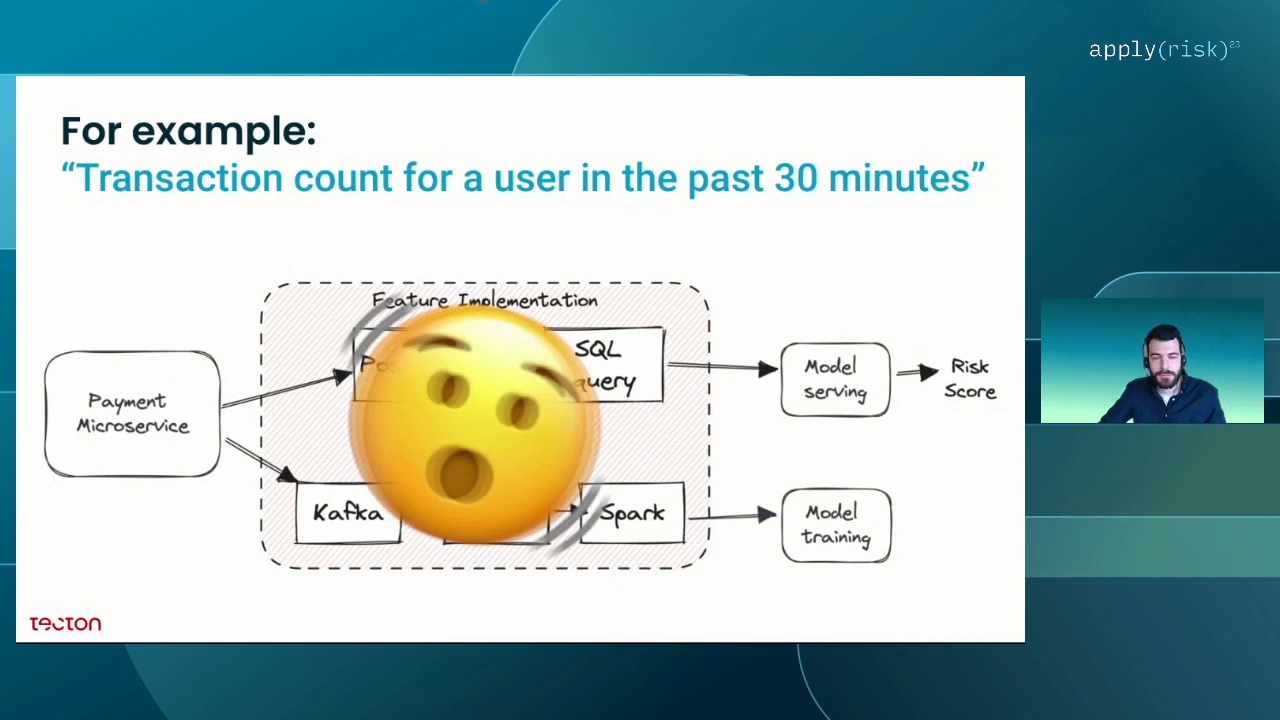 apply(risk)23
For example:
“Transaction count for a user in the past 30 minutes”
Feature Implementation
SQL
query
Payment
Microservice
Model
serving
Risk
Score
Kafka
Spark
Model
training
tecton